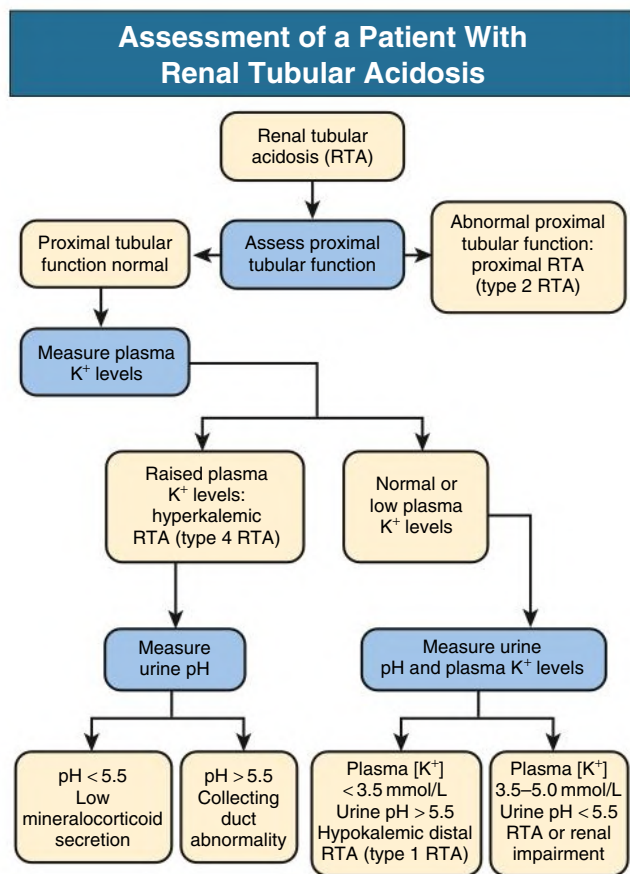 Assessment of a Patient With
Renal Tubular Acidosis
Renal tubular
acidosis (RTA)
Proximal tubular
function normal
Assess proximal
tubular function
Abnormal proximal
tubular function:
proximal RTA
(type 2 RTA)
Measure plasma
K⁺ levels
Raised plasma
K⁺ levels:
hyperkalemic
RTA (type 4 RTA)
Normal or
low plasma
K⁺ levels
Measure
urine pH
Measure urine
pH and plasma K⁺ levels
pH < 5.5
Low
mineralocorticoid
secretion
pH > 5.5
Collecting
duct
abnormality
Plasma [K⁺]
< 3.5 mmol/L
Urine pH > 5.5
Hypokalemic distal
RTA (type 1 RTA)
Plasma [K⁺]
3.5–5.0 mmol/L
Urine pH < 5.5
RTA or renal
impairment